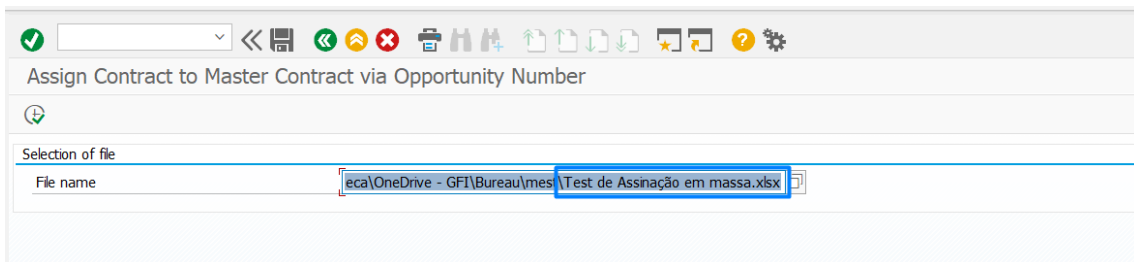 Assign Contract to Master Contract via Opportunity Number
Selection of file
File name eca\OneDrive - GFI\Bureau\mest\Test de Assinação em massa.xlsx